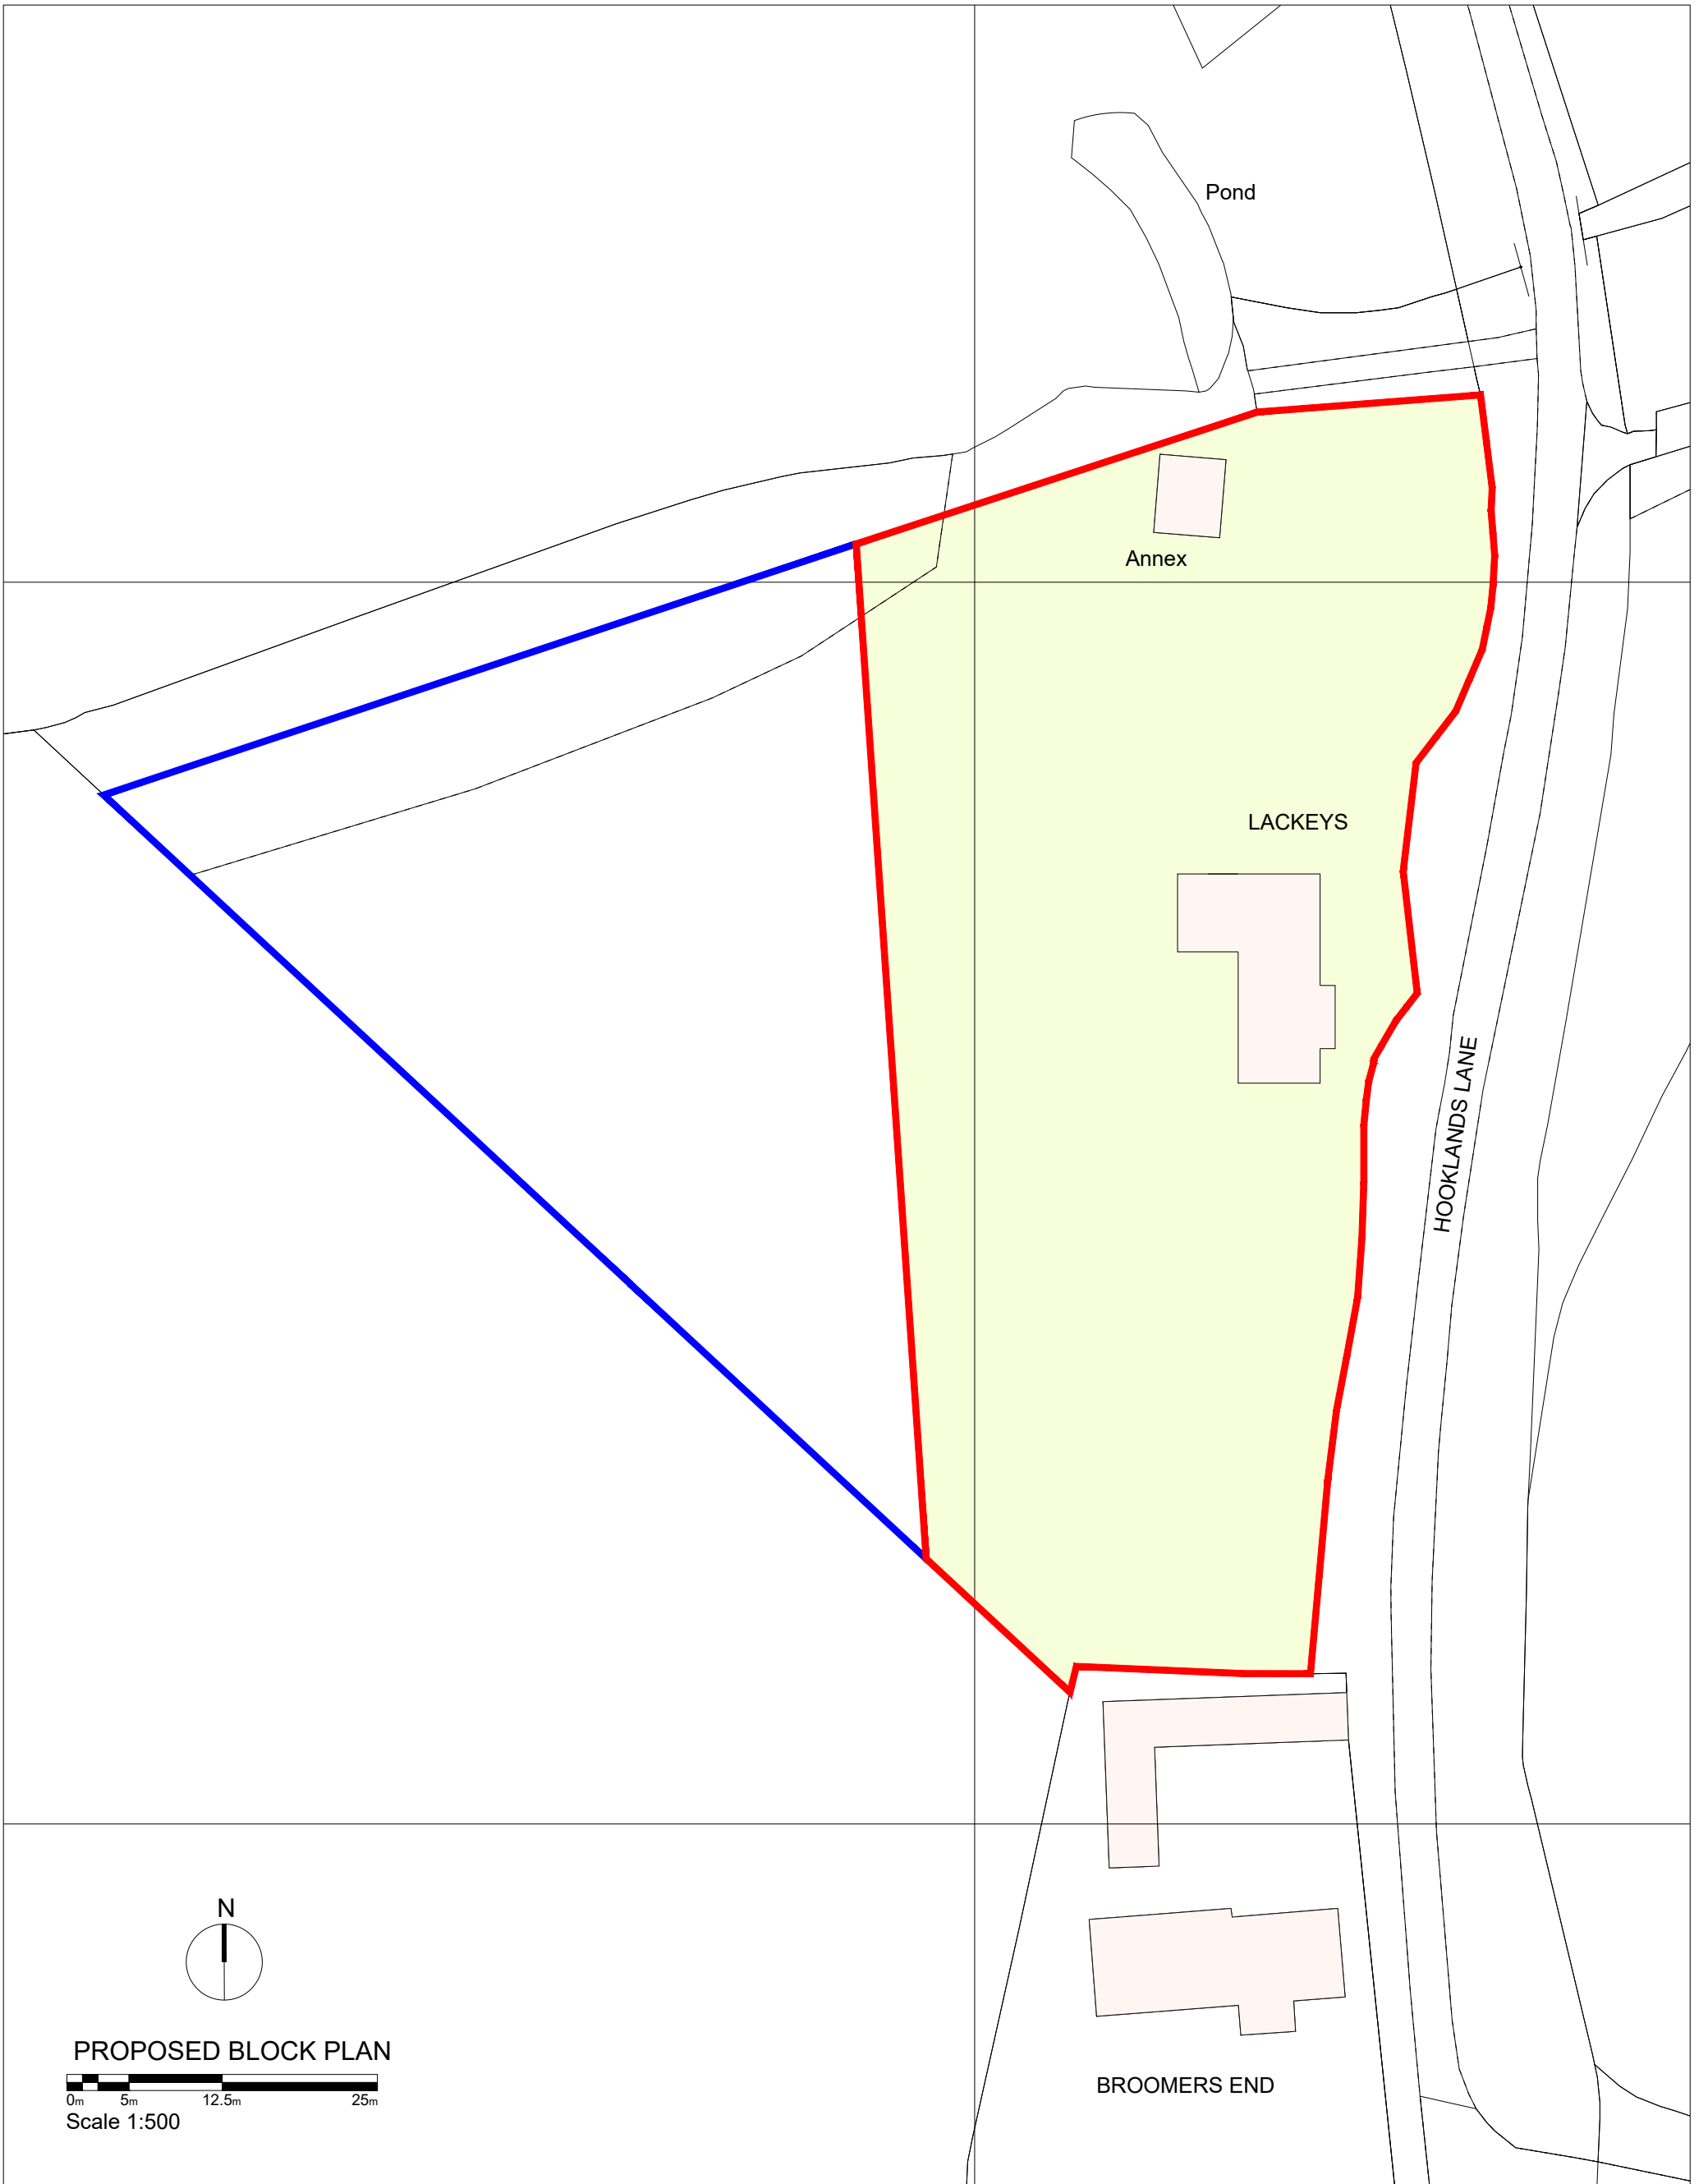 Pond
Annex
LACKEYS
HOOKLANDS LANE
N
PROPOSED BLOCK PLAN
0m 5m 12.5m 25m
Scale 1:500
BROOMERS END